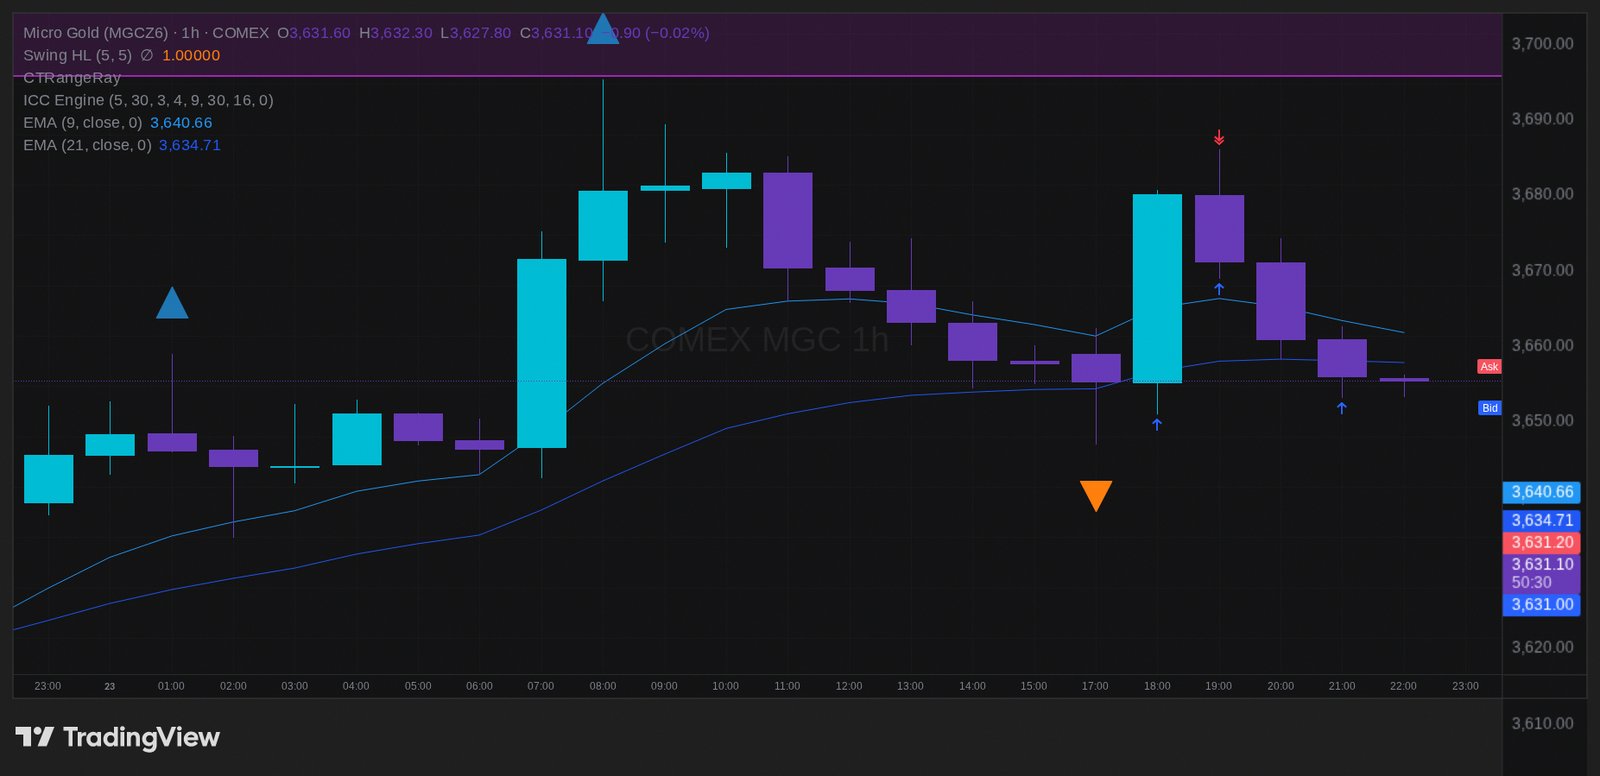 Micro Gold (MGCZ6) · 1h · COMEX O3,631.60 H3,632.30 L3,627.80 C3,631.10 −0.90 (−0.02%)
Swing HL (5, 5) ∅ 1.00000
CTRangeRay
ICC Engine (5, 30, 3, 4, 9, 30, 16, 0)
EMA (9, close, 0) 3,640.66
EMA (21, close, 0) 3,634.71
COMEX MGC 1h
3,700.00
3,690.00
3,680.00
3,670.00
3,660.00
Ask
Bid
3,650.00
3,640.66
3,634.71
3,631.20
3,631.10
50:30
3,631.00
3,620.00
3,610.00
23:00 23 01:00 02:00 03:00 04:00 05:00 06:00 07:00 08:00 09:00 10:00 11:00 12:00 13:00 14:00 15:00 17:00 18:00 19:00 20:00 21:00 22:00 23:00
TradingView